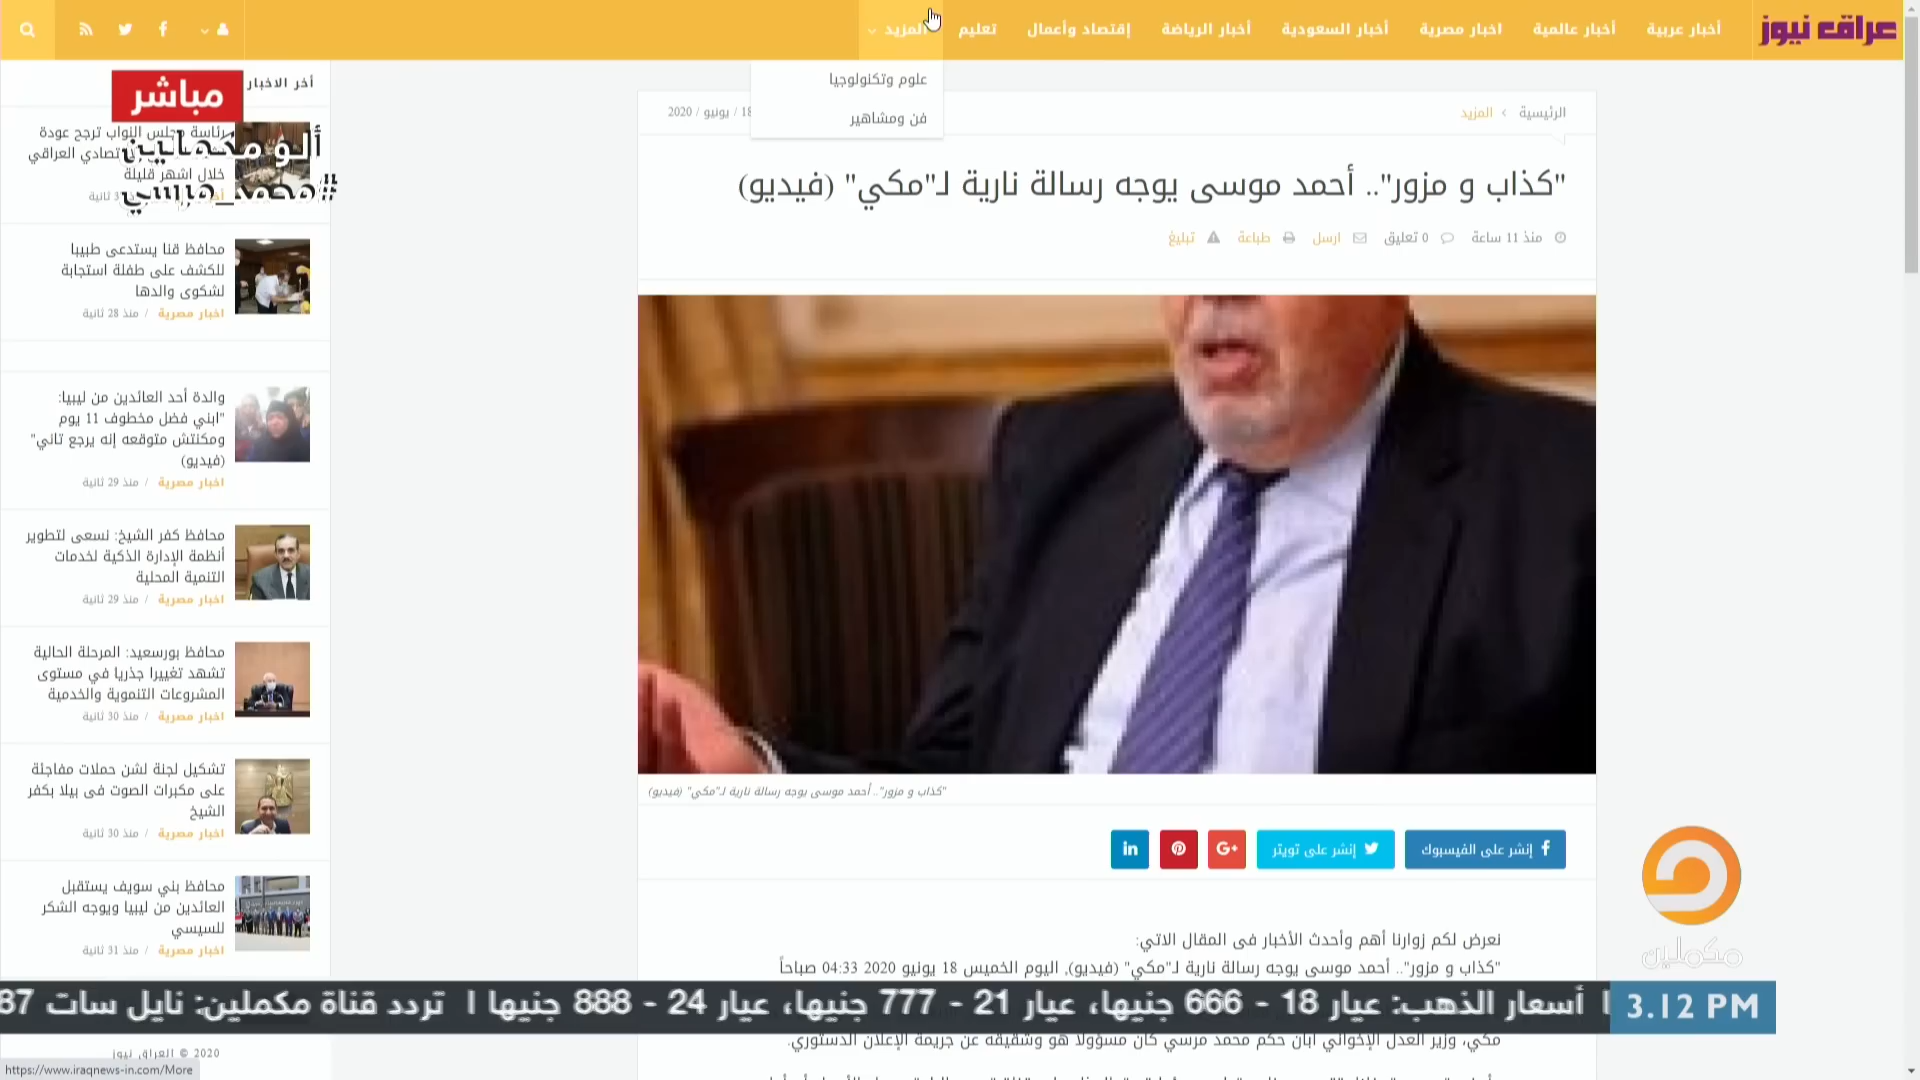 عراق نيوز
أخبار عربية
أخبار عالمية
اخبار مصرية
أخبار السعودية
أخبار الرياضة
إقتصاد وأعمال
تعليم
المزيد
علوم وتكنولوجيا
فن ومشاهير
الرئيسية
المزيد
18 / يونيو / 2020
"كذاب و مزور".. أحمد موسى يوجه رسالة نارية لـ"مكي" (فيديو)
منذ 11 ساعة
0 تعليق
ارسل
طباعة
تبليغ
"كذاب و مزور".. أحمد موسى يوجه رسالة نارية لـ"مكي" (فيديو)
إنشر على الفيسبوك
إنشر على تويتر
نعرض لكم زوارنا أهم وأحدث الأخبار فى المقال الاتي:
"كذاب و مزور".. أحمد موسى يوجه رسالة نارية لـ"مكي" (فيديو), اليوم الخميس 18 يونيو 2020 04:33 صباحاً
مكي، وزير العدل الإخواني أبان حكم محمد مرسي كان مسؤولا هو وشقيقه عن جريمة الإعلان الدستوري.
أخر الاخبار
مباشر
ألو مكملين
#محمد_مرسي
رئاسة مجلس النواب ترجح عودة
خلال اشهر قليلة
محافظ قنا يستدعى طبيبا
للكشف على طفلة استجابة
لشكوى والدها
اخبار مصرية / منذ 28 ثانية
والدة أحد العائدين من ليبيا:
"ابني فضل مخطوف 11 يوم
ومكنتش متوقعه إنه يرجع تاني"
(فيديو)
اخبار مصرية / منذ 29 ثانية
محافظ كفر الشيخ: نسعى لتطوير
أنظمة الإدارة الذكية لخدمات
التنمية المحلية
اخبار مصرية / منذ 29 ثانية
محافظ بورسعيد: المرحلة الحالية
تشهد تغييرا جذريا في مستوى
المشروعات التنموية والخدمية
اخبار مصرية / منذ 30 ثانية
تشكيل لجنة لشن حملات مفاجئة
على مكبرات الصوت فى بيلا بكفر
الشيخ
اخبار مصرية / منذ 30 ثانية
محافظ بني سويف يستقبل
العائدين من ليبيا ويوجه الشكر
للسيسي
اخبار مصرية / منذ 31 ثانية
مكملين
3.12 PM
أسعار الذهب: عيار 18 - 666 جنيها، عيار 21 - 777 جنيها، عيار 24 - 888 جنيها | تردد قناة مكملين: نايل سات 87
2020 © العراق نيوز
https://www.iraqnews-in.com/More